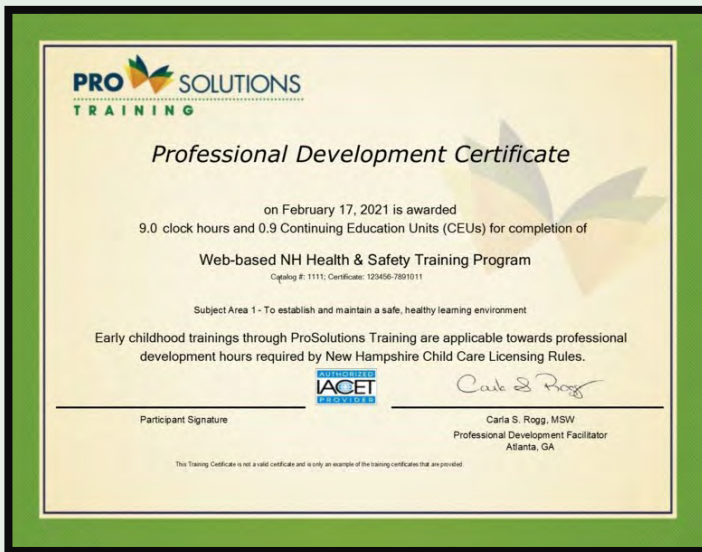 PRO SOLUTIONS
TRAINING
Professional Development Certificate
on February 17, 2021 is awarded
9.0 clock hours and 0.9 Continuing Education Units (CEUs) for completion of
Web-based NH Health & Safety Training Program
Catalog #: 1111; Certificate: 123456-7891011
Subject Area 1 - To establish and maintain a safe, healthy learning environment
Early childhood trainings through ProSolutions Training are applicable towards professional
development hours required by New Hampshire Child Care Licensing Rules.
AUTHORIZED
IACET
PROVIDER
Carla S Rogg
Participant Signature
Carla S. Rogg, MSW
Professional Development Facilitator
Atlanta, GA
This Training Certificate is not a valid certificate and is only an example of the training certificates that are provided.